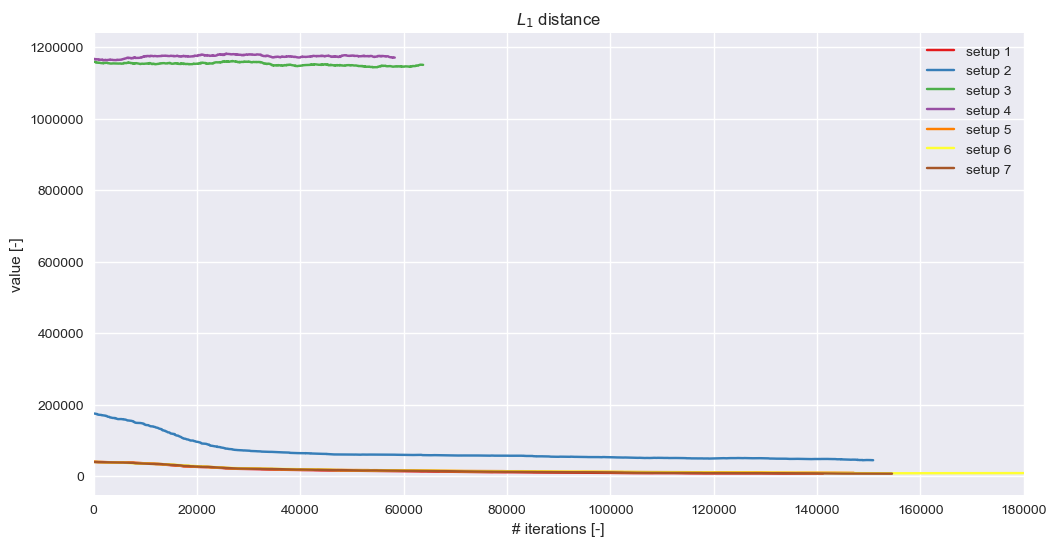 L1 distance
1200000
1000000
800000
600000
400000
200000
0
value [-]
setup 1
setup 2
setup 3
setup 4
setup 5
setup 6
setup 7
0 20000 40000 60000 80000 100000 120000 140000 160000 180000
# iterations [-]